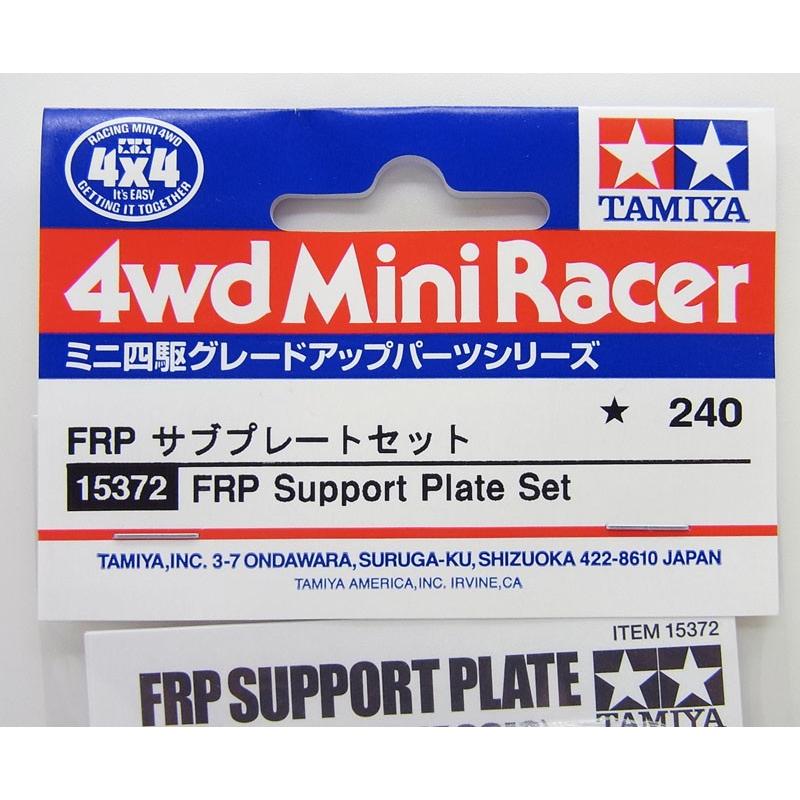 RACING MINI 4WD
4x4
It's EASY
GETTING IT TOGETHER
TAMIYA
4wd Mini Racer
ミニ四駆グレードアップパーツシリーズ
FRP サブプレートセット
★ 240
15372 FRP Support Plate Set
TAMIYA,INC. 3-7 ONDAWARA, SURUGA-KU, SHIZUOKA 422-8610 JAPAN
TAMIYA AMERICA,INC. IRVINE,CA
ITEM 15372
FRP SUPPORT PLATE
TAMIYA